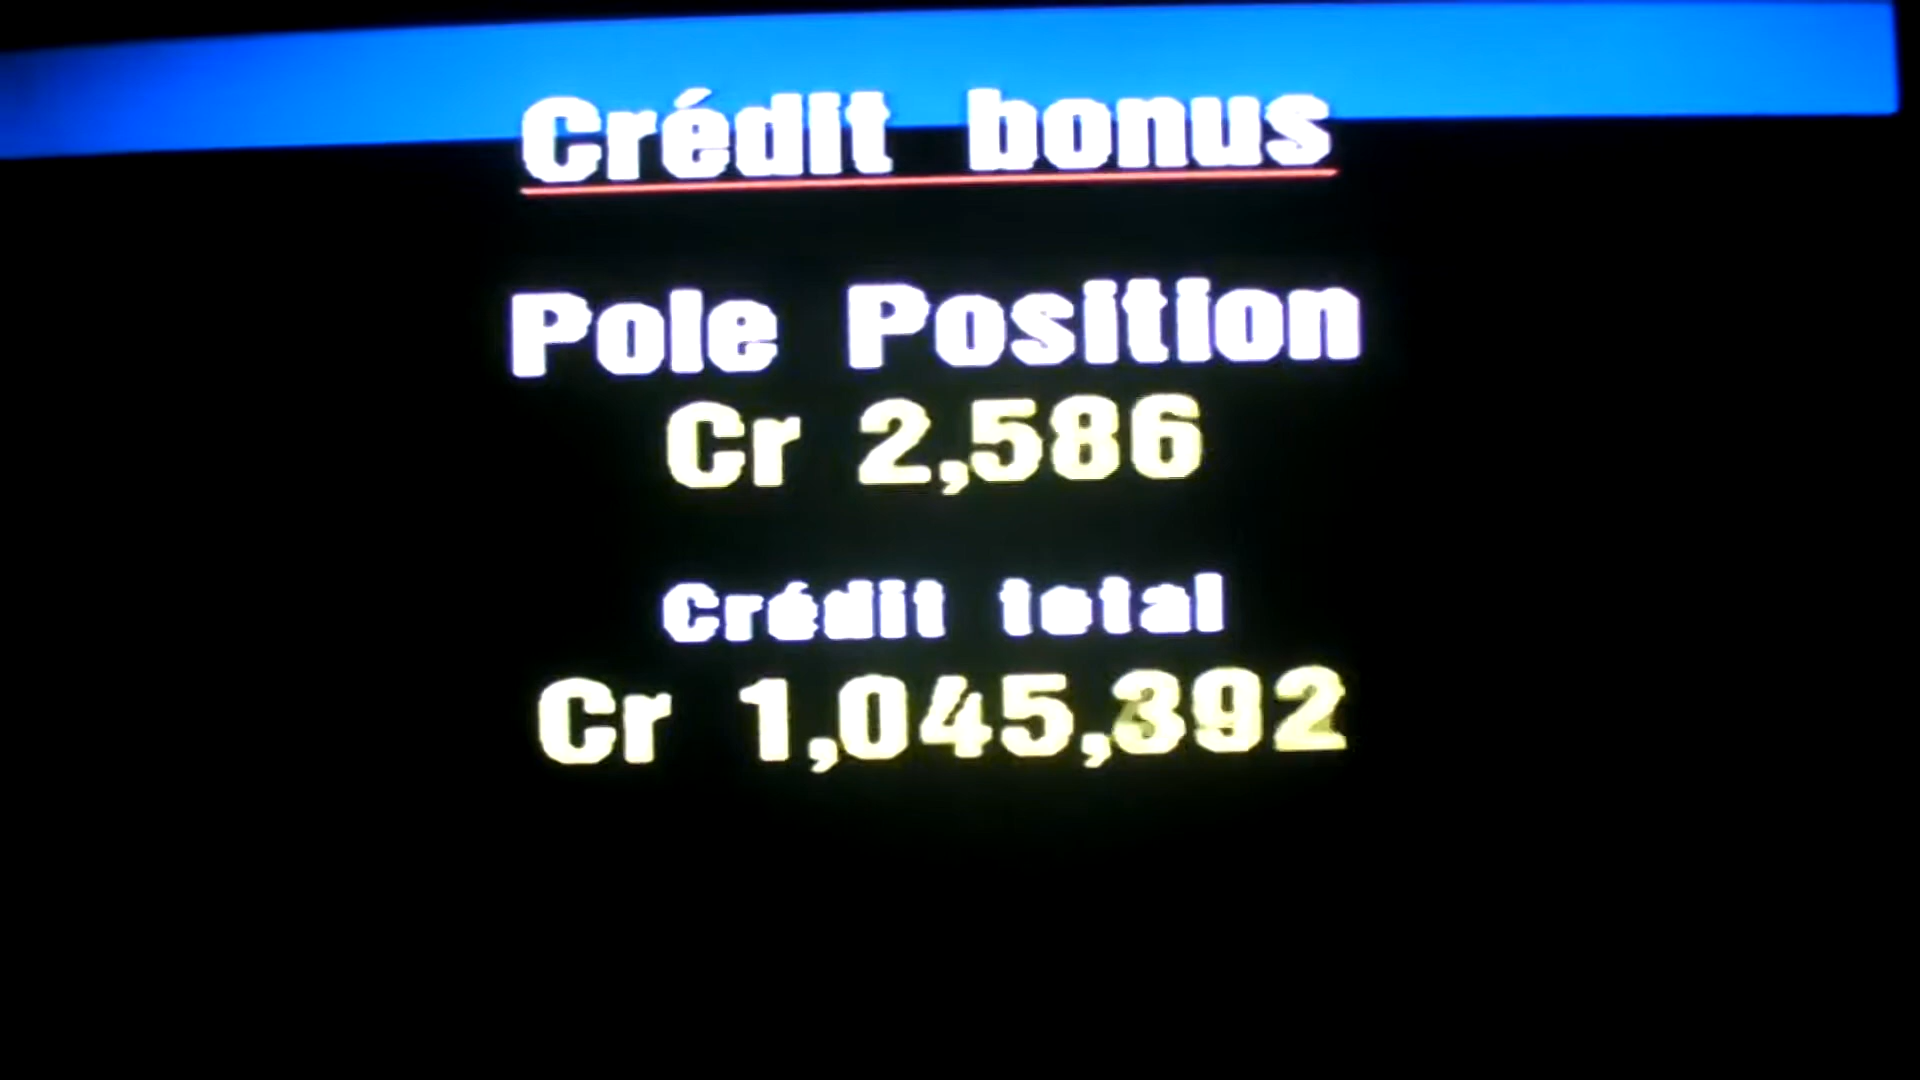 Crédit bonus
Pole Position
Cr 2,586
Crédit total
Cr 1,045,392